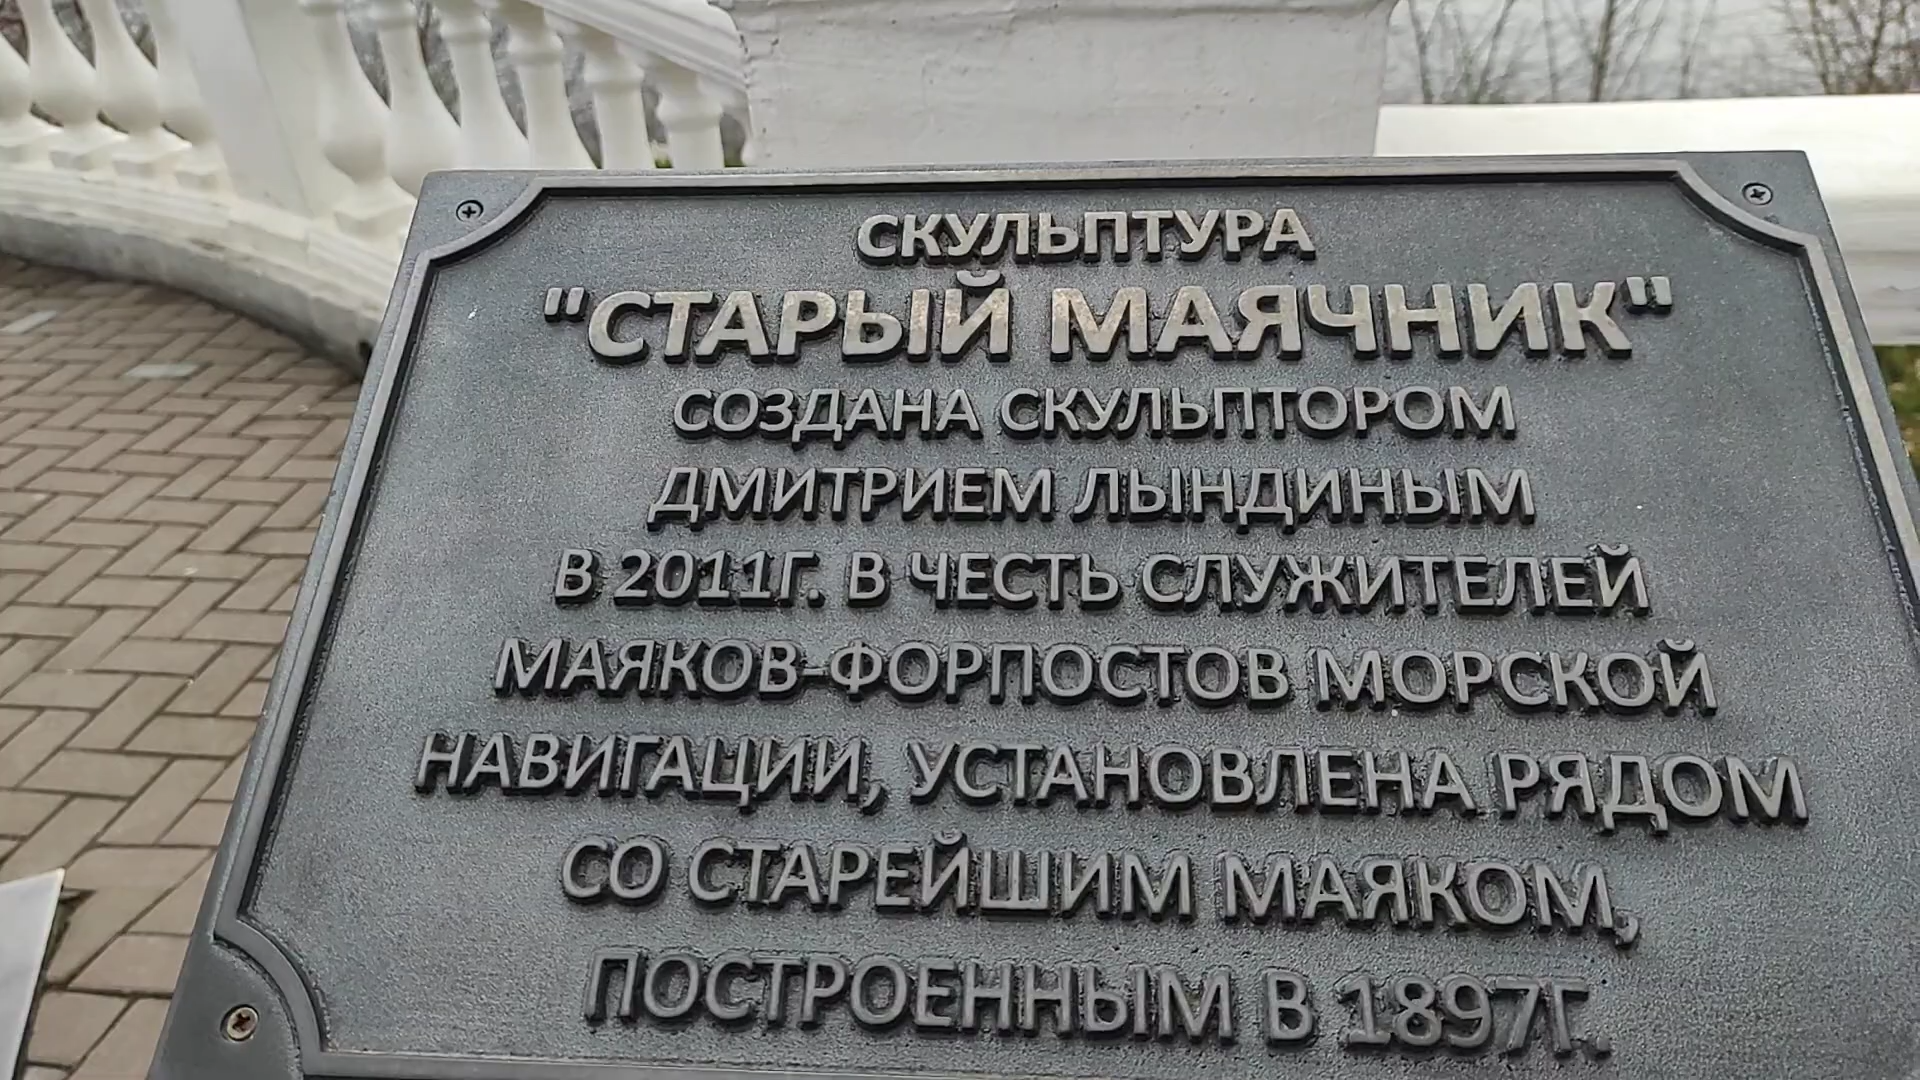 СКУЛЬПТУРА
"СТАРЫЙ МАЯЧНИК"
СОЗДАНА СКУЛЬПТОРОМ
ДМИТРИЕМ ЛЫНДИНЫМ
В 2011Г. В ЧЕСТЬ СЛУЖИТЕЛЕЙ
МАЯКОВ-ФОРПОСТОВ МОРСКОЙ
НАВИГАЦИИ, УСТАНОВЛЕНА РЯДОМ
СО СТАРЕЙШИМ МАЯКОМ,
ПОСТРОЕННЫМ В 1897Г.